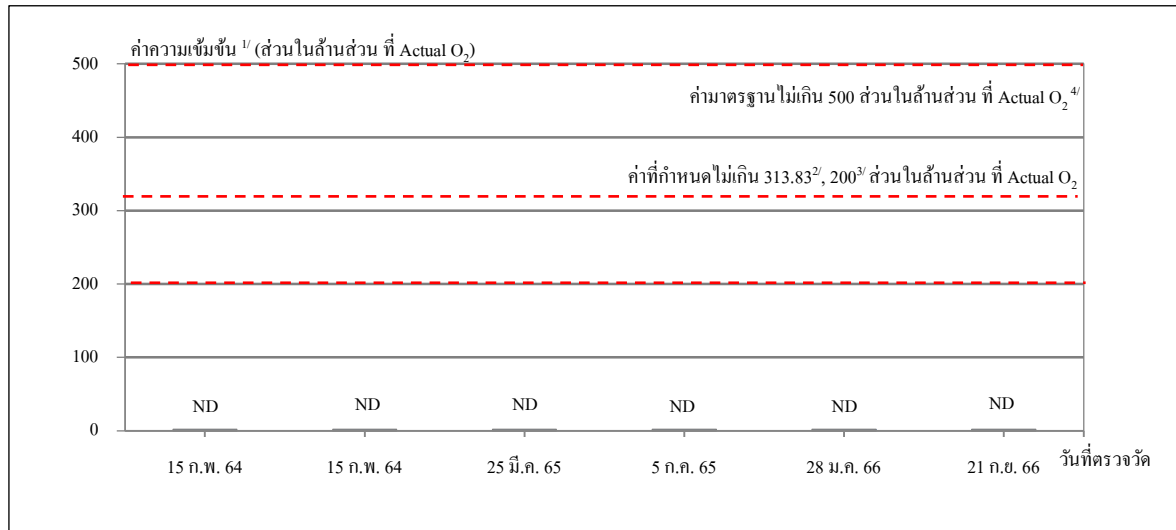 ค่าความเข้มข้น 1/ (ส่วนในล้านส่วน ที่ Actual O2)
500
ค่ามาตรฐานไม่เกิน 500 ส่วนในล้านส่วน ที่ Actual O2 4/
400
ค่าที่กำหนดไม่เกิน 313.832/, 2003/ ส่วนในล้านส่วน ที่ Actual O2
300
200
100
ND ND ND ND ND ND
0
15 ก.พ. 64 15 ก.พ. 64 25 มี.ค. 65 5 ก.ค. 65 28 ม.ค. 66 21 ก.ย. 66 วันที่ตรวจวัด